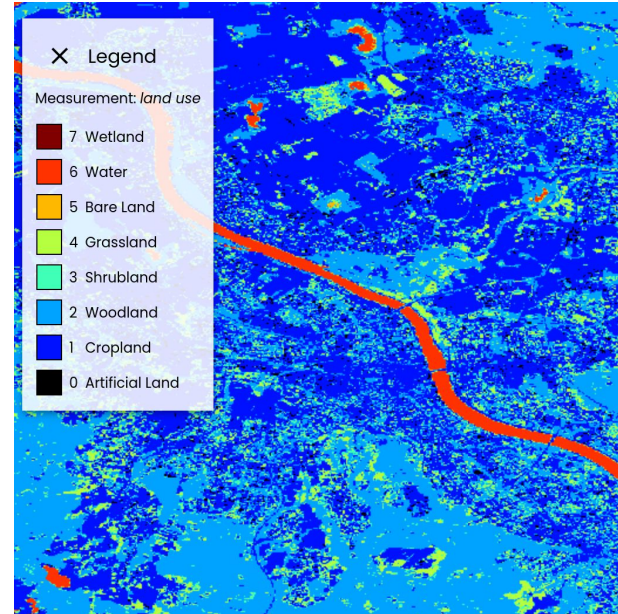 Legend
Measurement: land use
7 Wetland
6 Water
5 Bare Land
4 Grassland
3 Shrubland
2 Woodland
1 Cropland
0 Artificial Land